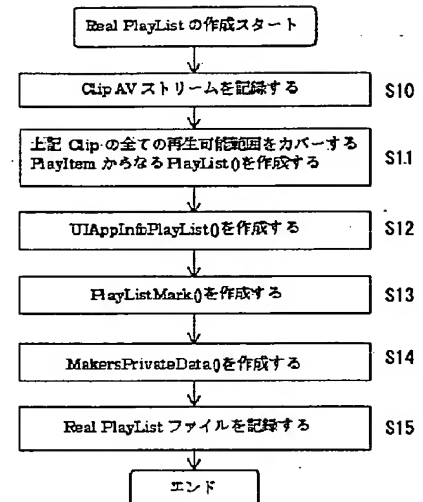 Real PlayList の作成スタート
Clip AV ストリームを記録する
S10
上記 Clip の全ての再生可能範囲をカバーする
PlayItem からなる PlayList()を作成する
S11
UIAppInfoPlayList()を作成する
S12
PlayListMark()を作成する
S13
MakersPrivateData()を作成する
S14
Real PlayList ファイルを記録する
S15
エンド